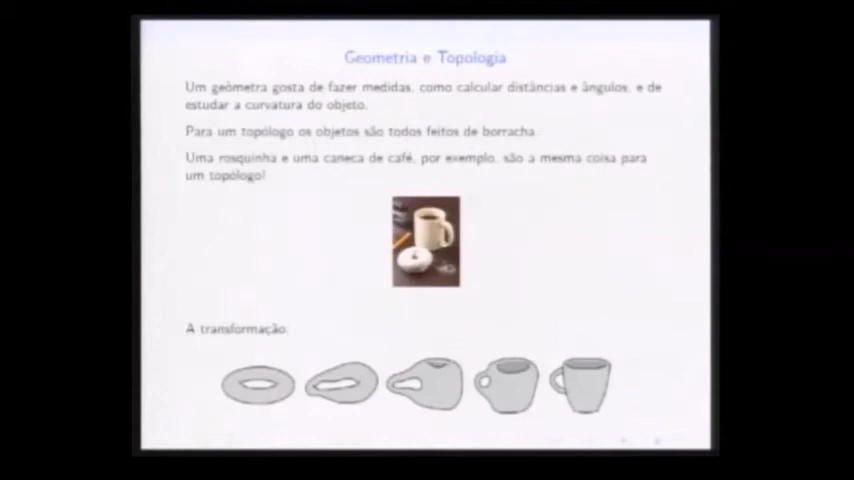 Geometria e Topologia
Um geômetra gosta de fazer medidas, como calcular distâncias e ângulos, e de
estudar a curvatura do objeto.
Para um topólogo os objetos são todos feitos de borracha.
Uma rosquinha e uma caneca de café, por exemplo, são a mesma coisa para
um topólogo!
A transformação: